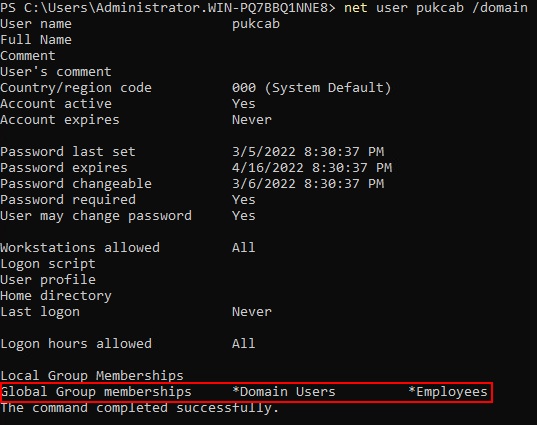 PS C:\Users\Administrator.WIN-PQ7BBQ1NNE8> net user pukcab /domain
User name pukcab
Full Name
Comment
User's comment
Country/region code 000 (System Default)
Account active Yes
Account expires Never
Password last set 3/5/2022 8:30:37 PM
Password expires 4/16/2022 8:30:37 PM
Password changeable 3/6/2022 8:30:37 PM
Password required Yes
User may change password Yes
Workstations allowed All
Logon script
User profile
Home directory
Last logon Never
Logon hours allowed All
Local Group Memberships
Global Group memberships *Domain Users *Employees
The command completed successfully.